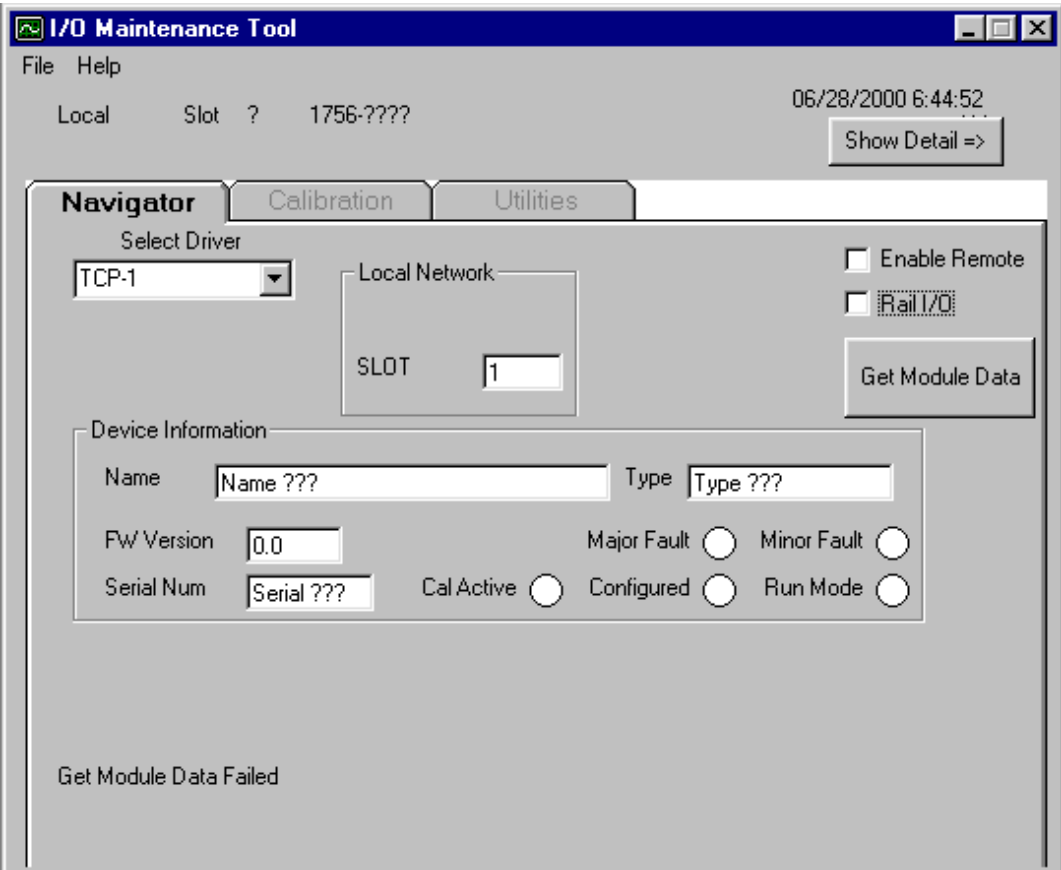 I/O Maintenance Tool
File Help
06/28/2000 6:44:52
Local Slot ? 1756-????
Show Detail =>
Navigator Calibration Utilities
Select Driver
TCP-1
Local Network
SLOT 1
Enable Remote
Rail I/O
Get Module Data
Device Information
Name Name ??? Type Type ???
FW Version 0.0 Major Fault Minor Fault
Serial Num Serial ??? Cal Active Configured Run Mode
Get Module Data Failed